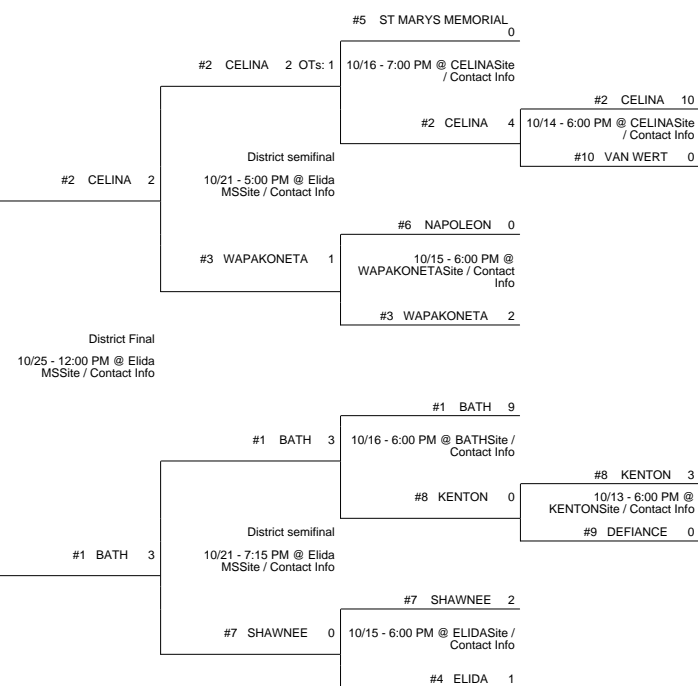 #5 ST MARYS MEMORIAL
0
#2 CELINA 2 OTs: 1
10/16 - 7:00 PM @ CELINASite
/ Contact Info
#2 CELINA 10
#2 CELINA 4
10/14 - 6:00 PM @ CELINASite
/ Contact Info
#10 VAN WERT 0
District semifinal
#2 CELINA 2
10/21 - 5:00 PM @ Elida
MSSite / Contact Info
#6 NAPOLEON 0
#3 WAPAKONETA 1
10/15 - 6:00 PM @
WAPAKONETASite / Contact
Info
#3 WAPAKONETA 2
District Final
10/25 - 12:00 PM @ Elida
MSSite / Contact Info
#1 BATH 9
#1 BATH 3
10/16 - 6:00 PM @ BATHSite /
Contact Info
#8 KENTON 3
#8 KENTON 0
10/13 - 6:00 PM @
KENTONSite / Contact Info
#9 DEFIANCE 0
District semifinal
#1 BATH 3
10/21 - 7:15 PM @ Elida
MSSite / Contact Info
#7 SHAWNEE 2
#7 SHAWNEE 0
10/15 - 6:00 PM @ ELIDASite /
Contact Info
#4 ELIDA 1